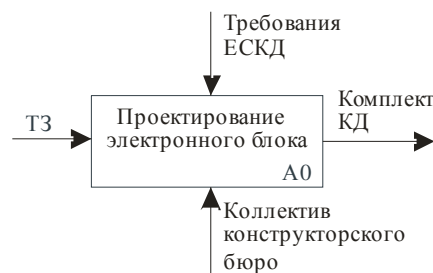 Требования
ЕСКД
ТЗ
Проектирование
электронного блока
А0
Комплект
КД
Коллектив
конструкторского
бюро